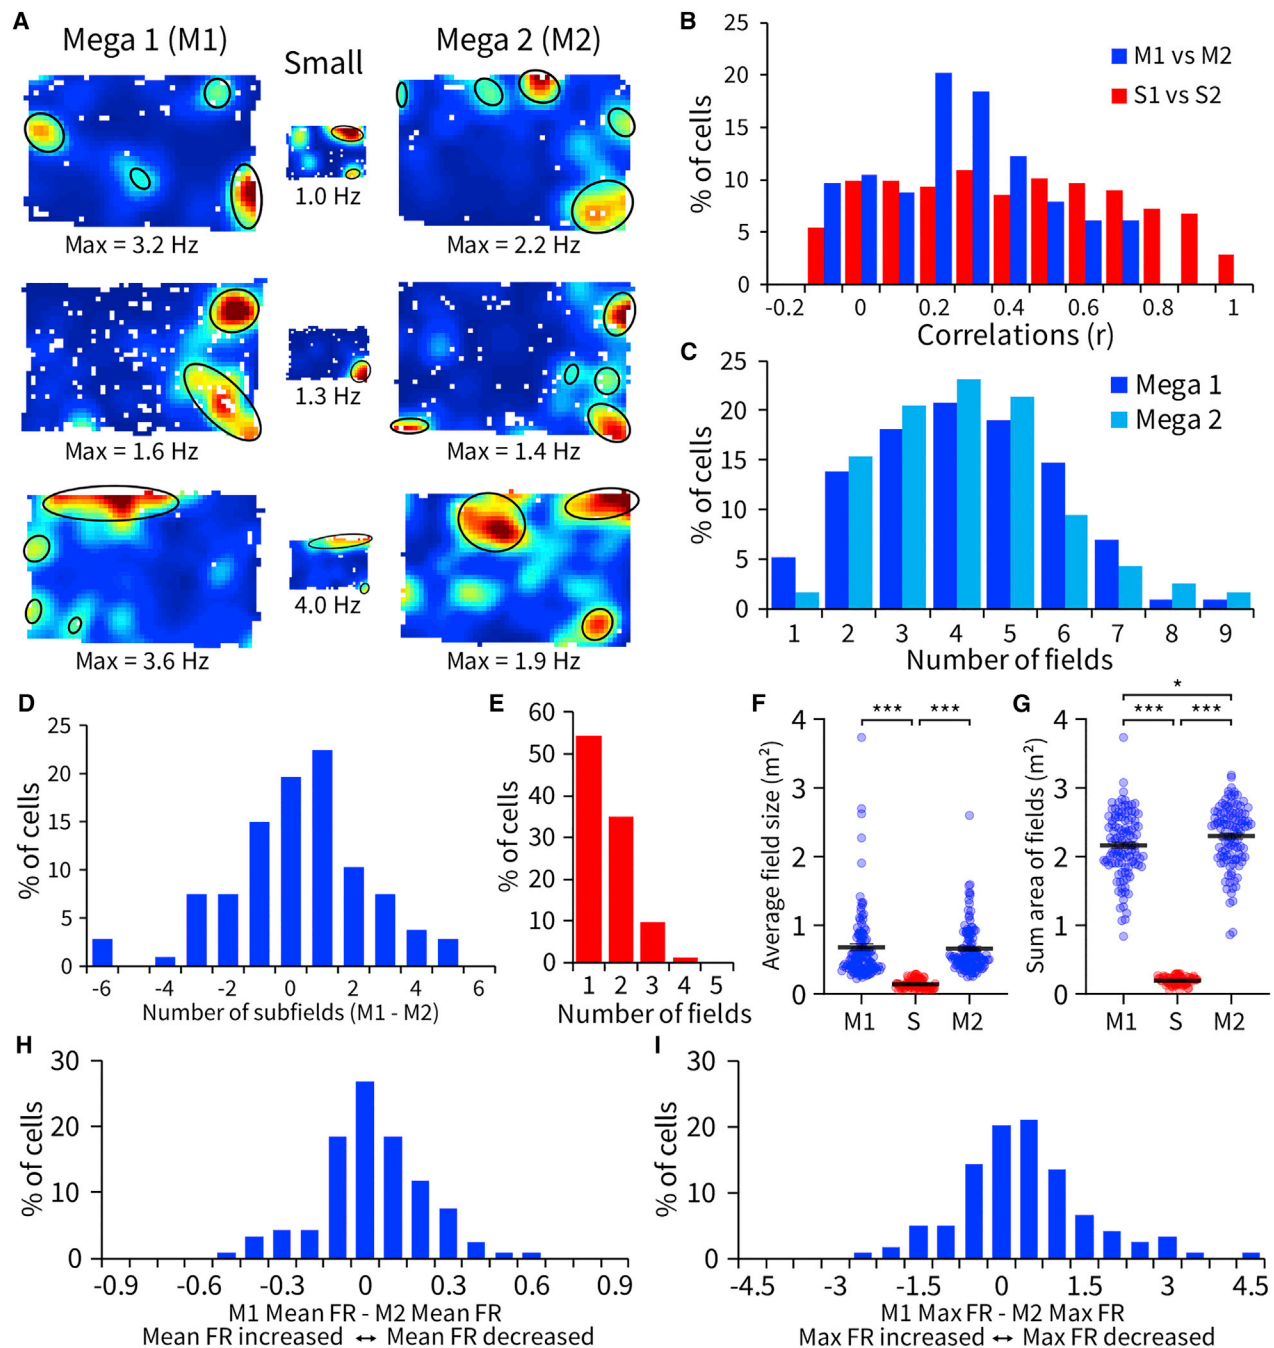 A
Mega 1 (M1)
Small
Mega 2 (M2)
1.0 Hz
Max = 3.2 Hz
Max = 2.2 Hz
1.3 Hz
Max = 1.6 Hz
Max = 1.4 Hz
4.0 Hz
Max = 3.6 Hz
Max = 1.9 Hz
B
25
20
15
10
5
0
% of cells
M1 vs M2
S1 vs S2
-0.2 0 0.2 0.4 0.6 0.8 1
Correlations (r)
C
25
20
15
10
5
0
% of cells
Mega 1
Mega 2
1 2 3 4 5 6 7 8 9
Number of fields
D
25
20
15
10
5
0
% of cells
-6 -4 -2 0 2 4 6
Number of subfields (M1 - M2)
E
60
50
40
30
20
10
0
% of cells
1 2 3 4 5
Number of fields
F
*** ***
4
3
2
1
0
Average field size (m²)
M1 S M2
G
*
*** ***
4
3
2
1
0
Sum area of fields (m²)
M1 S M2
H
30
20
10
0
% of cells
-0.9 -0.3 0 0.3 0.9
M1 Mean FR - M2 Mean FR
Mean FR increased ↔ Mean FR decreased
I
30
20
10
0
% of cells
-4.5 -3 -1.5 0 1.5 3 4.5
M1 Max FR - M2 Max FR
Max FR increased ↔ Max FR decreased